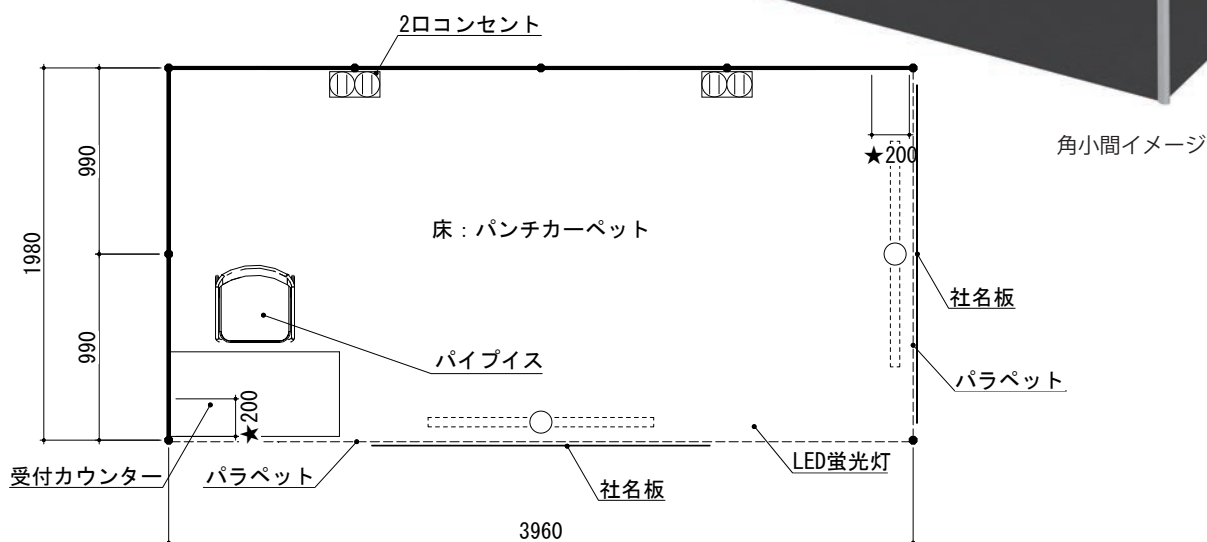 2口コンセント
角小間イメージ
★200
990
床：パンチカーペット
1980
社名板
990
パイプイス
パラペット
★200
受付カウンター
パラペット
社名板
LED蛍光灯
3960